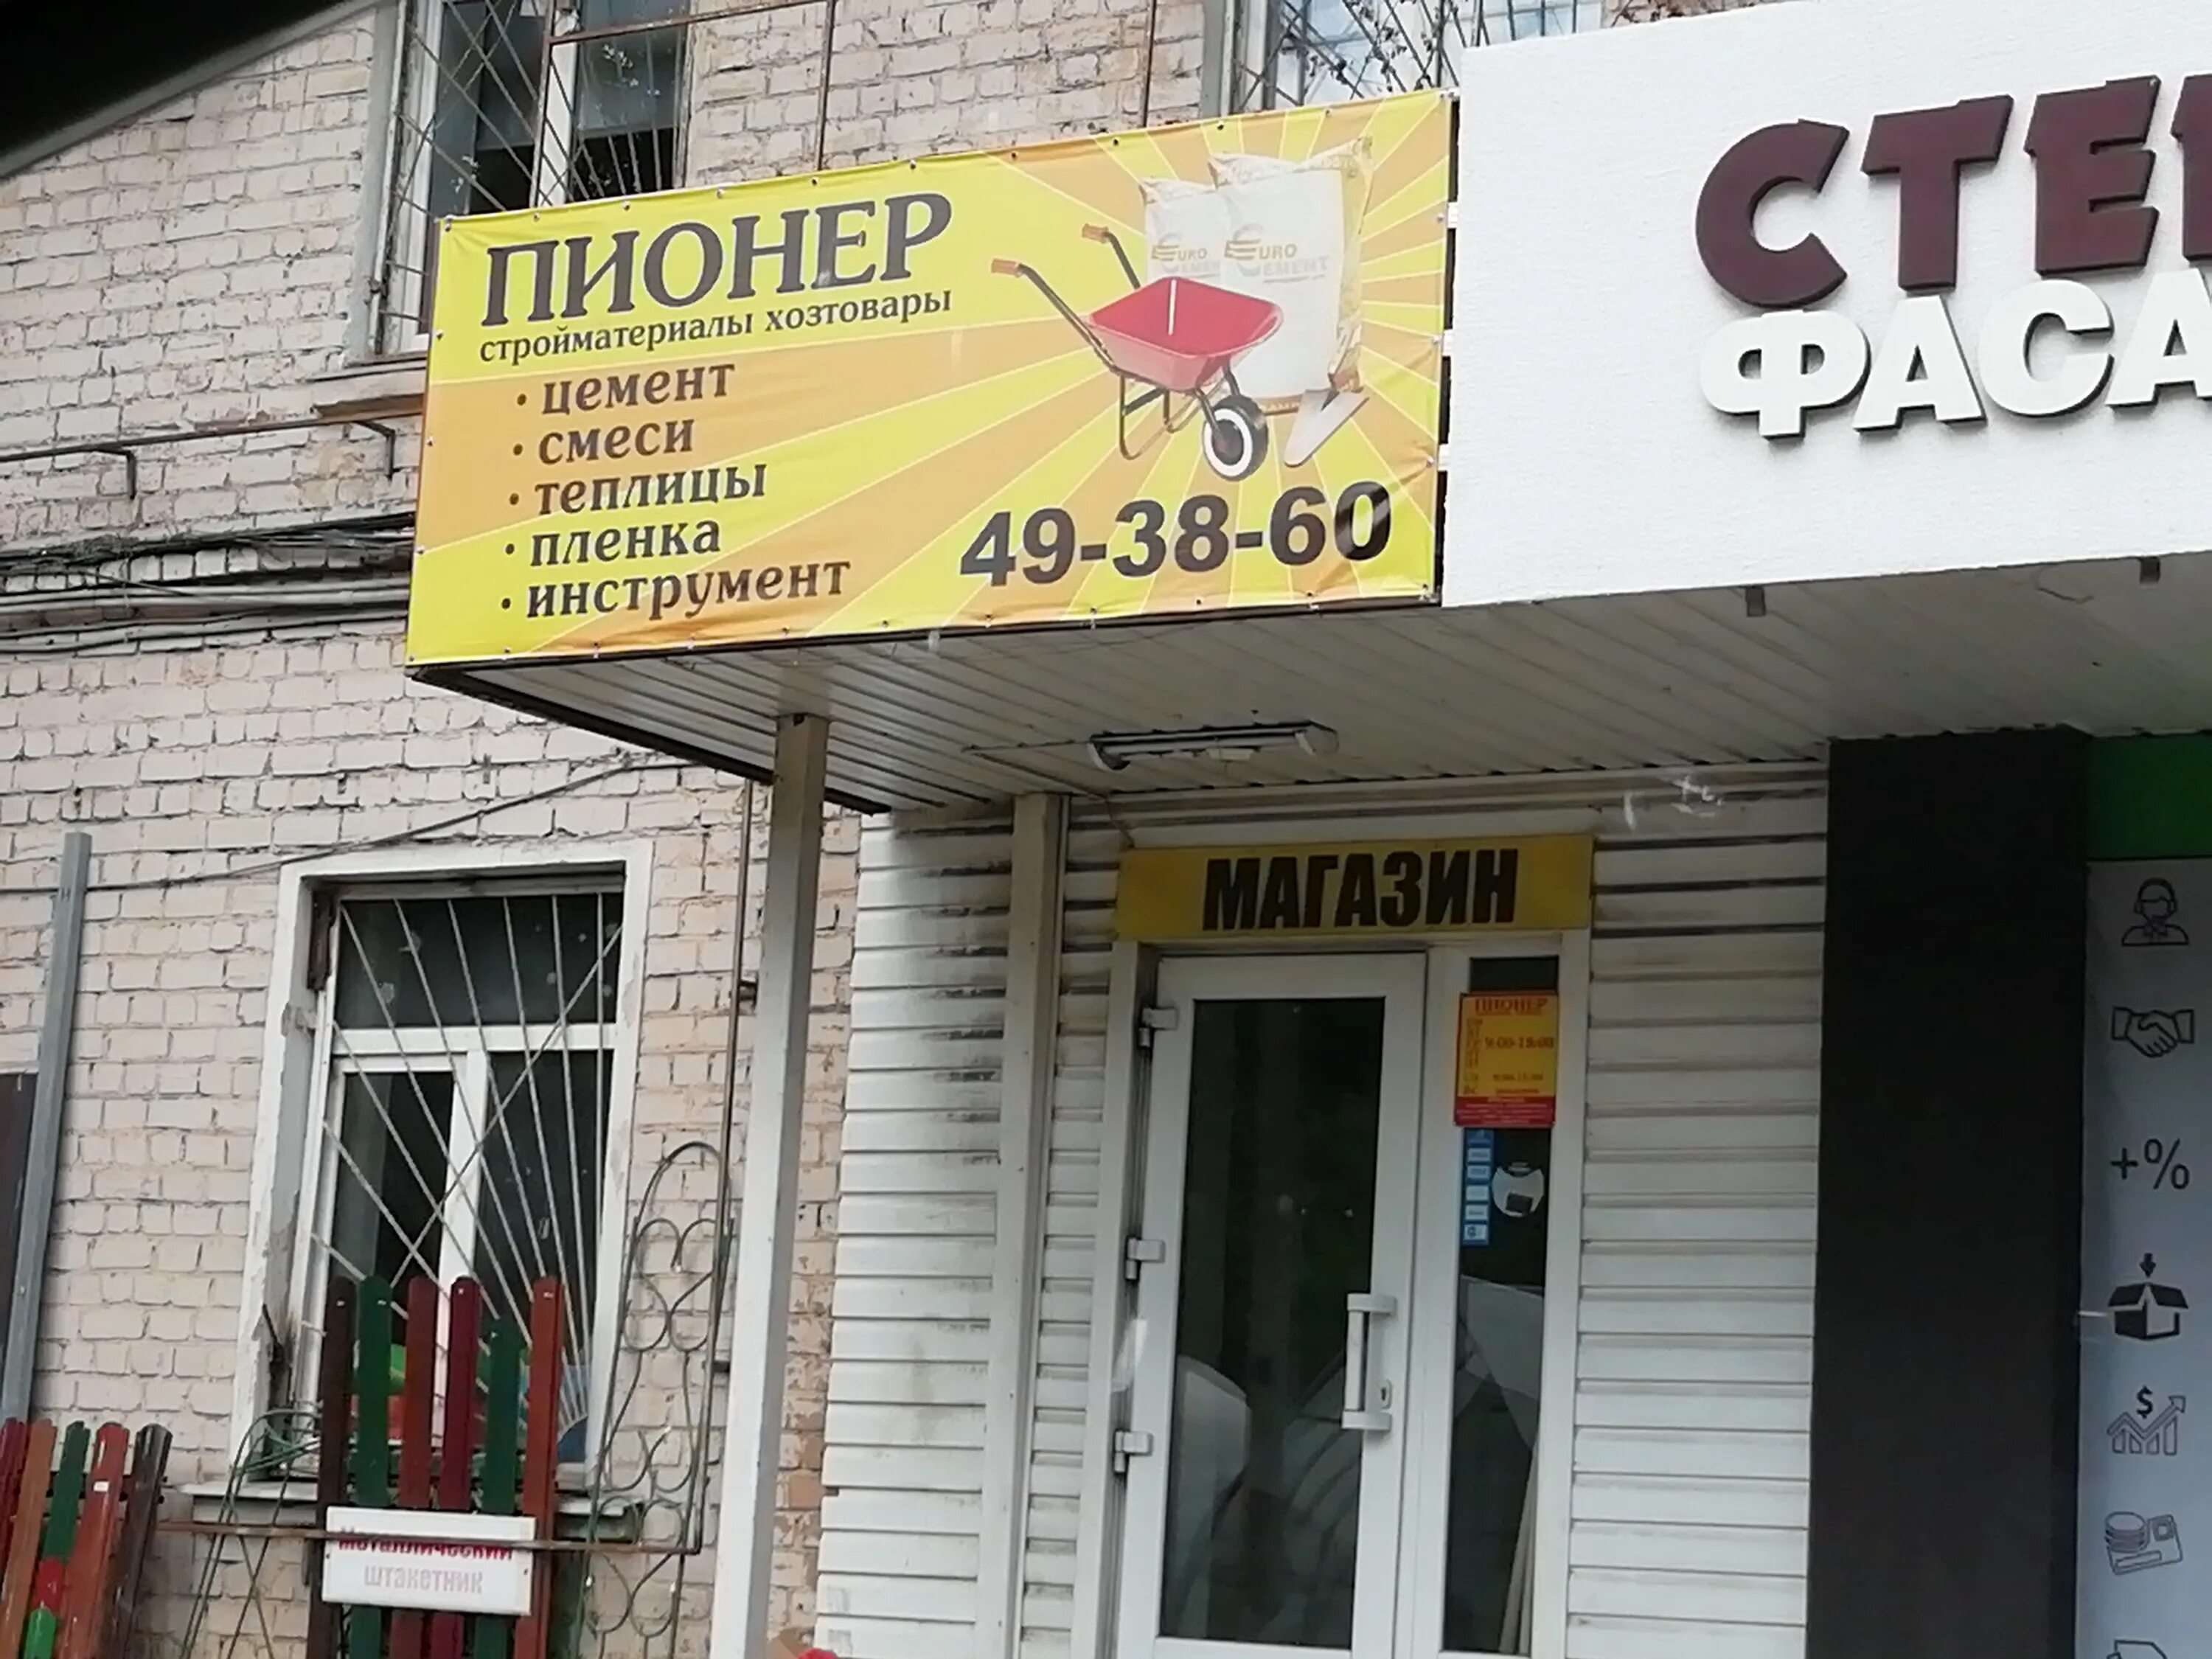 ПИОНЕР
стройматериалы хозтовары
• цемент
• смеси
• теплицы
• пленка
• инструмент
EURO
EURO
CEMENT
49-38-60
СТЕ
ФАСА
МАГАЗИН
ПИОНЕР
9:00-18:00
+%
$
металлический
штакетник